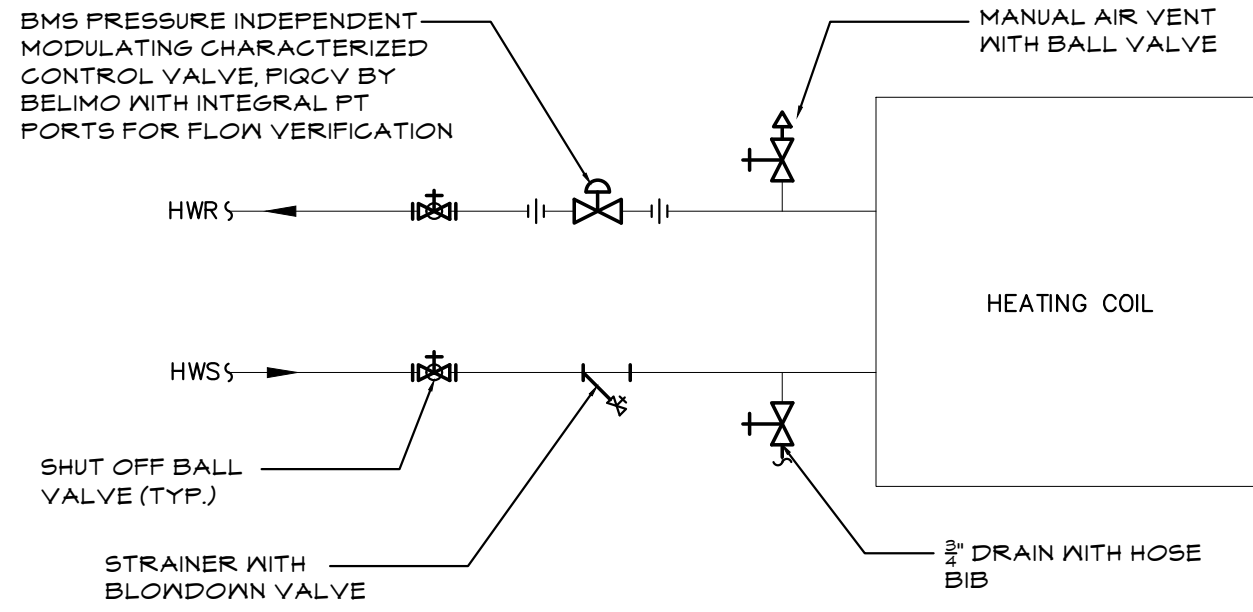 BMS PRESSURE INDEPENDENT
MODULATING CHARACTERIZED
CONTROL VALVE, PIQCV BY
BELIMO WITH INTEGRAL PT
PORTS FOR FLOW VERIFICATION
MANUAL AIR VENT
WITH BALL VALVE
HWR
HEATING COIL
HWS
SHUT OFF BALL
VALVE (TYP.)
STRAINER WITH
BLOWDOWN VALVE
3/4" DRAIN WITH HOSE
BIB